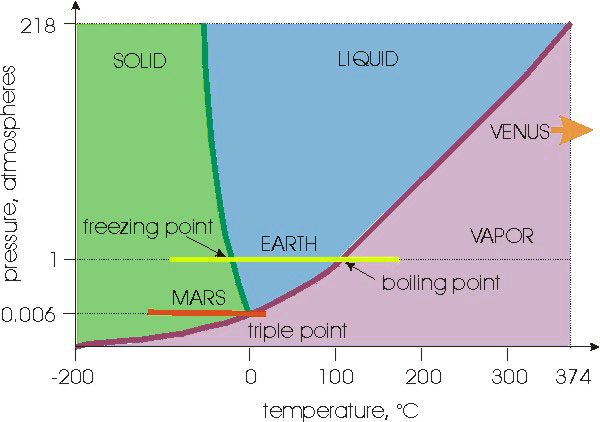 218
SOLID
LIQUID
VENUS
pressure, atmospheres
freezing point
EARTH
VAPOR
1
boiling point
MARS
0.006
triple point
-200
0
100
200
300
374
temperature, °C